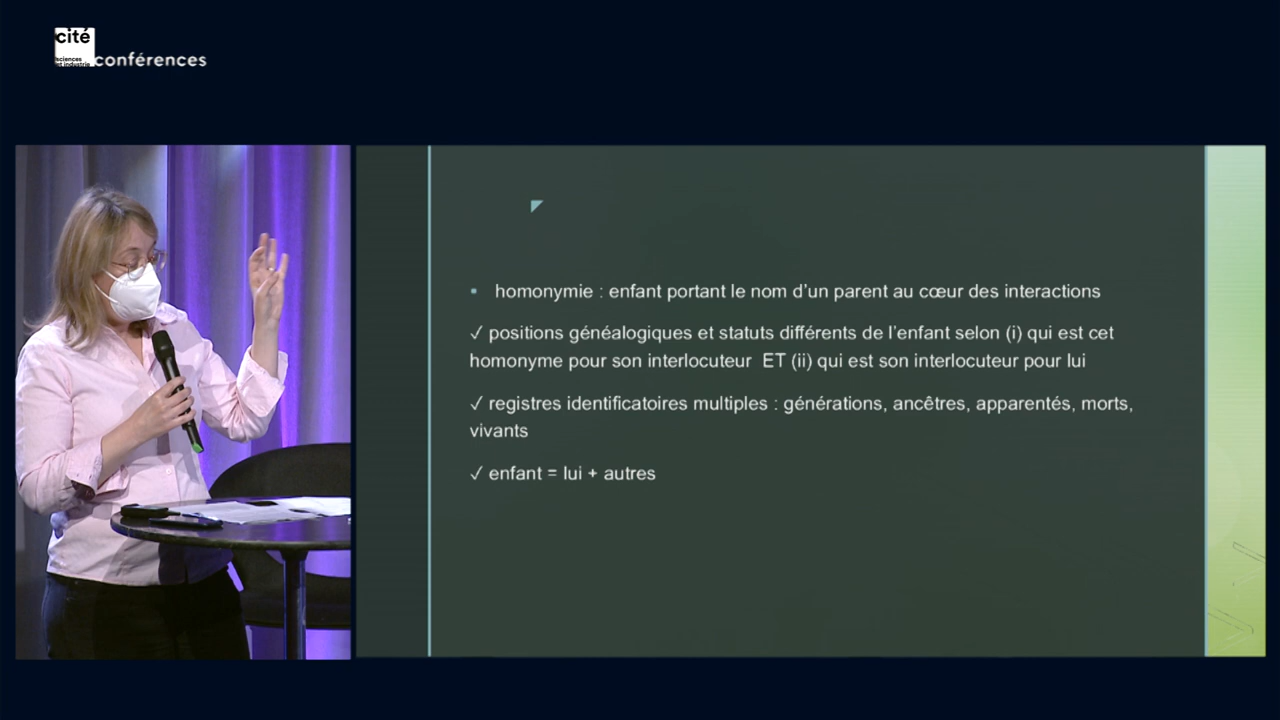 cité
sciences
et industrie
conférences
▪ homonymie : enfant portant le nom d’un parent au cœur des interactions
✓ positions généalogiques et statuts différents de l’enfant selon (i) qui est cet
homonyme pour son interlocuteur ET (ii) qui est son interlocuteur pour lui
✓ registres identificatoires multiples : générations, ancêtres, apparentés, morts,
vivants
✓ enfant = lui + autres